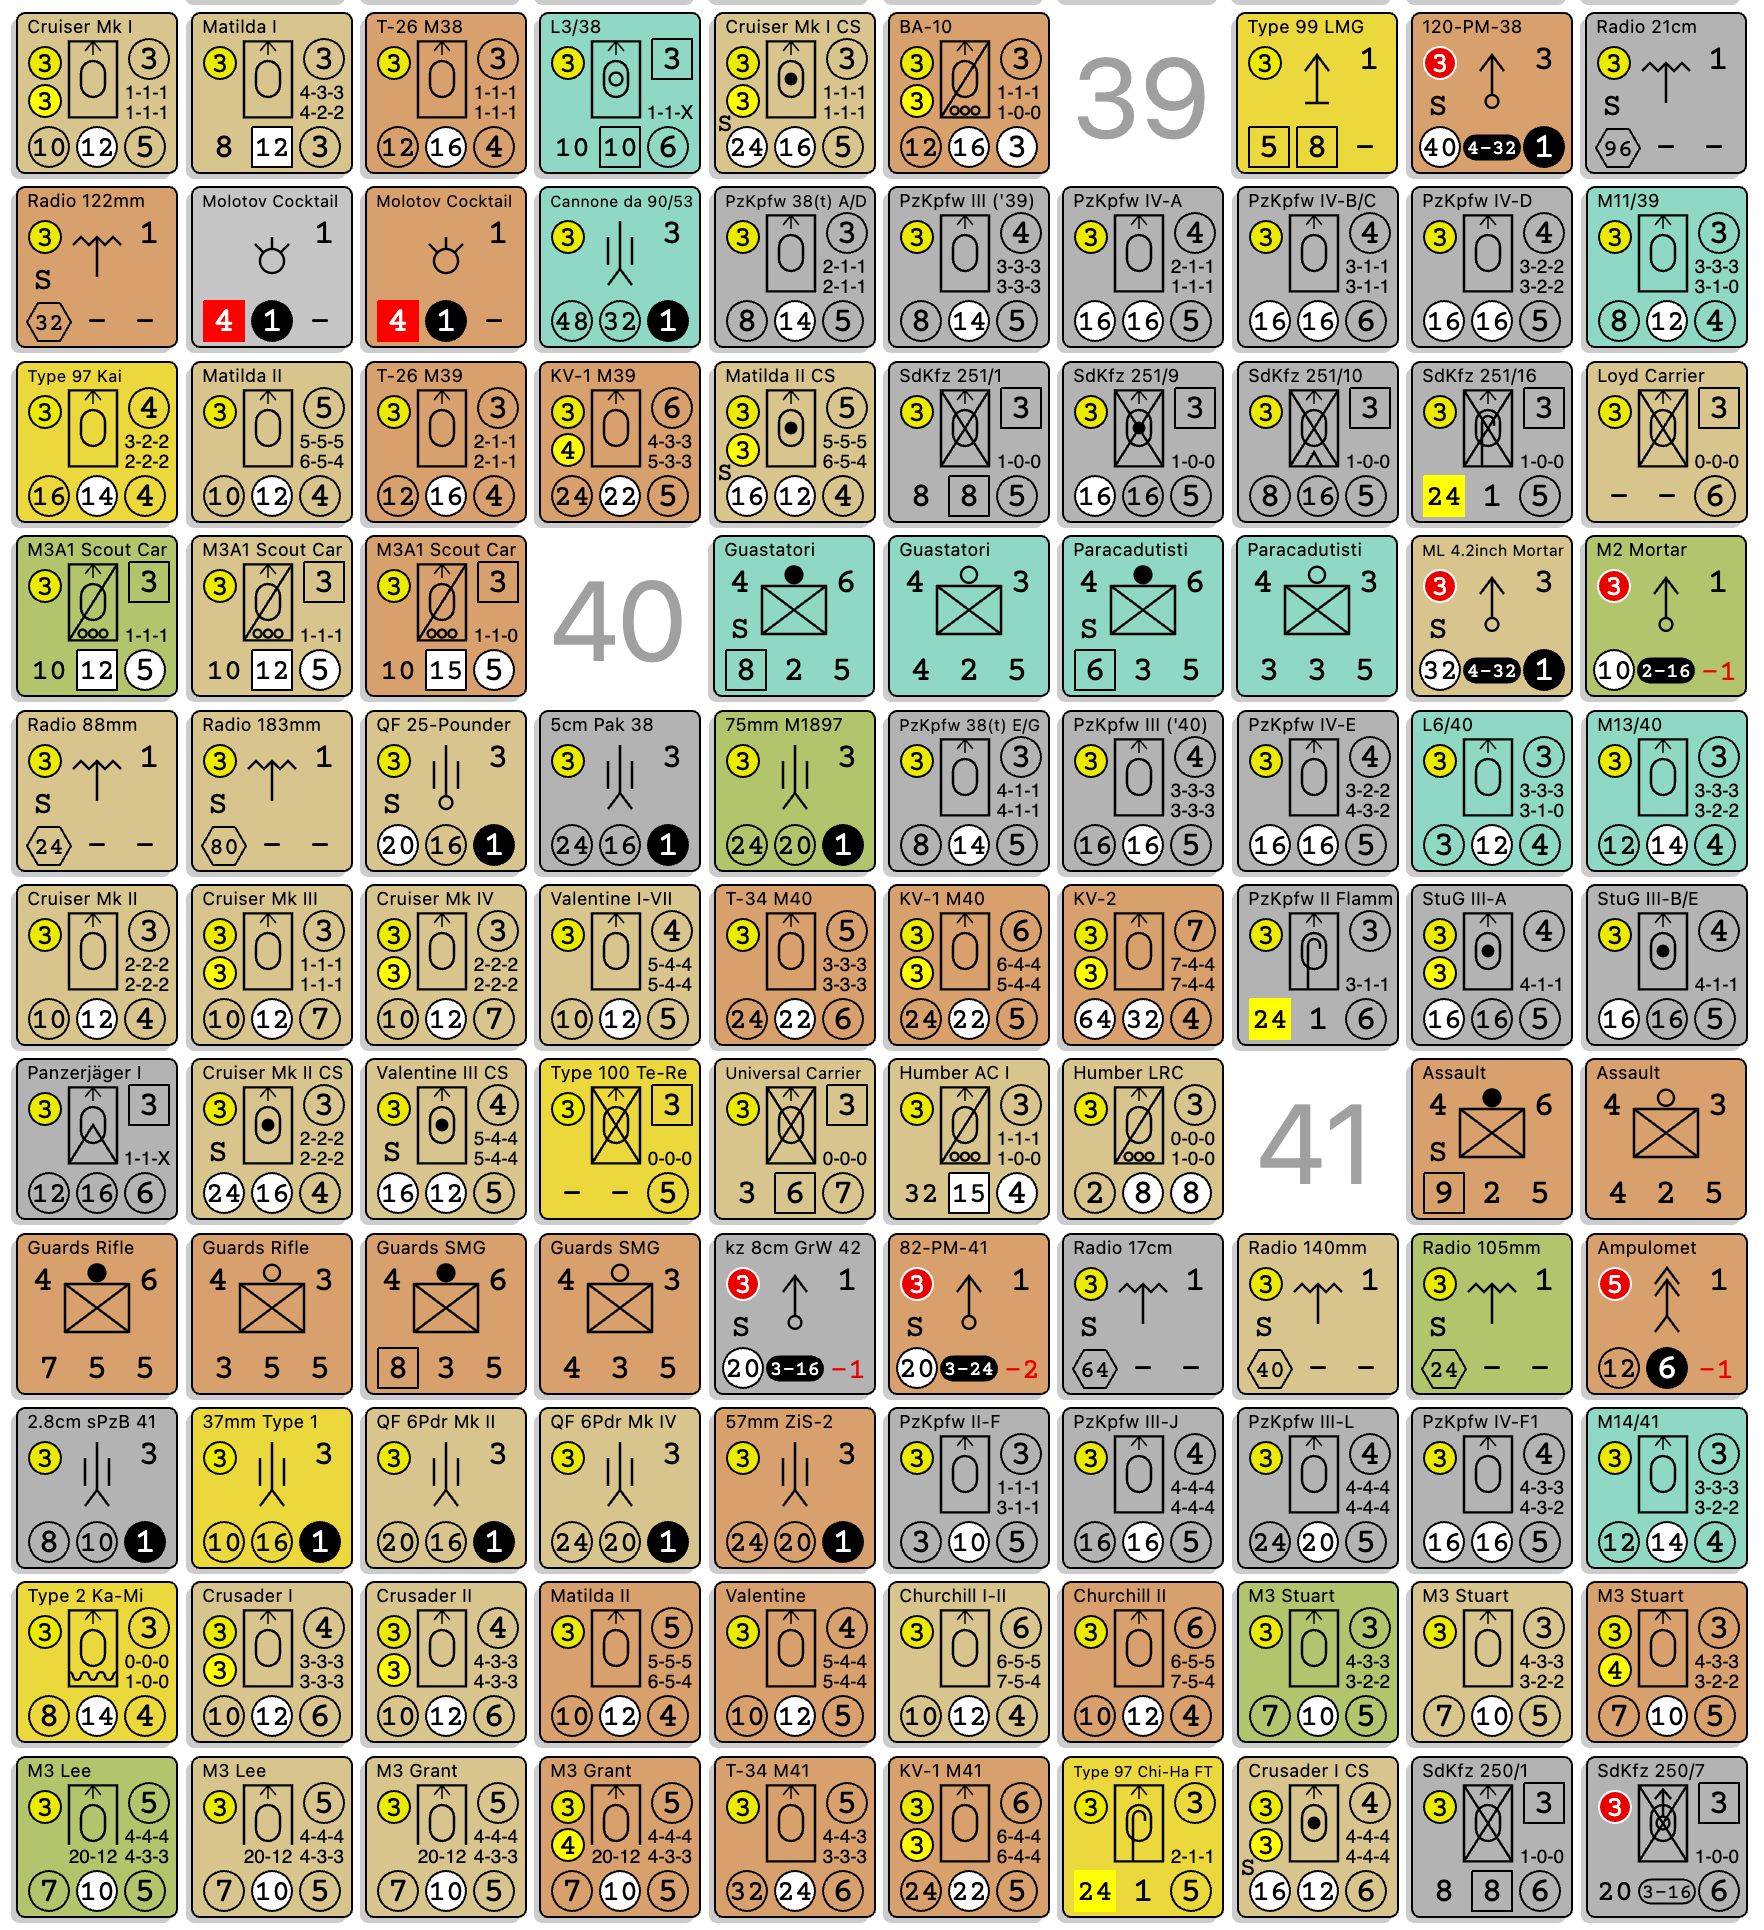 Cruiser Mk I
3 3
3 1-1-1
1-1-1
10 12 5
Matilda I
3 3
4-3-3
4-2-2
8 12 3
T-26 M38
3 3
1-1-1
1-1-1
12 16 4
L3/38
3 3
1-1-X
10 10 6
Cruiser Mk I CS
3 3
3 1-1-1
1-1-1
S
24 16 5
BA-10
3 3
3 1-1-1
1-0-0
12 16 3
39
Type 99 LMG
3 1
5 8 –
120-PM-38
3 3
S
40 4-32 1
Radio 21cm
3 1
S
96 – –
Radio 122mm
3 1
S
32 – –
Molotov Cocktail
1
4 1 –
Molotov Cocktail
1
4 1 –
Cannone da 90/53
3 3
48 32 1
PzKpfw 38(t) A/D
3 3
2-1-1
2-1-1
8 14 5
PzKpfw III ('39)
3 4
3-3-3
3-3-3
8 14 5
PzKpfw IV-A
3 4
2-1-1
1-1-1
16 16 5
PzKpfw IV-B/C
3 4
3-1-1
3-1-1
16 16 6
PzKpfw IV-D
3 4
3-2-2
3-2-2
16 16 5
M11/39
3 3
3-3-3
3-1-0
8 12 4
Type 97 Kai
3 4
3-2-2
2-2-2
16 14 4
Matilda II
3 5
5-5-5
6-5-4
10 12 4
T-26 M39
3 3
2-1-1
2-1-1
12 16 4
KV-1 M39
3 6
4 4-3-3
5-3-3
24 22 5
Matilda II CS
3 5
3 5-5-5
6-5-4
S
16 12 4
SdKfz 251/1
3 3
1-0-0
8 8 5
SdKfz 251/9
3 3
1-0-0
16 16 5
SdKfz 251/10
3 3
1-0-0
8 16 5
SdKfz 251/16
3 3
1-0-0
24 1 5
Loyd Carrier
3 3
0-0-0
– – 6
M3A1 Scout Car
3 3
1-1-1
10 12 5
M3A1 Scout Car
3 3
1-1-1
10 12 5
M3A1 Scout Car
3 3
1-1-0
10 15 5
40
Guastatori
4 6
S
8 2 5
Guastatori
4 3
4 2 5
Paracadutisti
4 6
S
6 3 5
Paracadutisti
4 3
3 3 5
ML 4.2inch Mortar
3 3
S
32 4-32 1
M2 Mortar
3 1
10 2-16 -1
Radio 88mm
3 1
S
24 – –
Radio 183mm
3 1
S
80 – –
QF 25-Pounder
3 3
S
20 16 1
5cm Pak 38
3 3
24 16 1
75mm M1897
3 3
24 20 1
PzKpfw 38(t) E/G
3 3
4-1-1
4-1-1
8 14 5
PzKpfw III ('40)
3 4
3-3-3
3-3-3
16 16 5
PzKpfw IV-E
3 4
3-2-2
4-3-2
16 16 5
L6/40
3 3
3-3-3
3-1-0
3 12 4
M13/40
3 3
3-3-3
3-2-2
12 14 4
Cruiser Mk II
3 3
2-2-2
2-2-2
10 12 4
Cruiser Mk III
3 3
3 1-1-1
1-1-1
10 12 7
Cruiser Mk IV
3 3
3 2-2-2
2-2-2
10 12 7
Valentine I-VII
3 4
5-4-4
5-4-4
10 12 5
T-34 M40
3 5
3-3-3
3-3-3
24 22 6
KV-1 M40
3 6
3 6-4-4
5-4-4
24 22 5
KV-2
3 7
3 7-4-4
7-4-4
64 32 4
PzKpfw II Flamm
3 3
3-1-1
24 1 6
StuG III-A
3 4
3 4-1-1
16 16 5
StuG III-B/E
3 4
4-1-1
16 16 5
Panzerjäger I
3 3
1-1-X
12 16 6
Cruiser Mk II CS
3 3
S 2-2-2
2-2-2
24 16 4
Valentine III CS
3 4
S 5-4-4
5-4-4
16 12 5
Type 100 Te-Re
3 3
0-0-0
– – 5
Universal Carrier
3 3
0-0-0
3 6 7
Humber AC I
3 3
1-1-1
1-0-0
32 15 4
Humber LRC
3 3
0-0-0
1-0-0
2 8 8
41
Assault
4 6
S
9 2 5
Assault
4 3
4 2 5
Guards Rifle
4 6
7 5 5
Guards Rifle
4 3
3 5 5
Guards SMG
4 6
8 3 5
Guards SMG
4 3
4 3 5
kz 8cm GrW 42
3 1
S
20 3-16 -1
82-PM-41
3 1
S
20 3-24 -2
Radio 17cm
3 1
S
64 – –
Radio 140mm
3 1
S
40 – –
Radio 105mm
3 1
S
24 – –
Ampulomet
5 1
12 6 -1
2.8cm sPzB 41
3 3
8 10 1
37mm Type 1
3 3
10 16 1
QF 6Pdr Mk II
3 3
20 16 1
QF 6Pdr Mk IV
3 3
24 20 1
57mm ZiS-2
3 3
24 20 1
PzKpfw II-F
3 3
1-1-1
3-1-1
3 10 5
PzKpfw III-J
3 4
4-4-4
4-4-4
16 16 5
PzKpfw III-L
3 4
4-4-4
4-4-4
24 20 5
PzKpfw IV-F1
3 4
4-3-3
4-3-2
16 16 5
M14/41
3 3
3-3-3
3-2-2
12 14 4
Type 2 Ka-Mi
3 3
0-0-0
1-0-0
8 14 4
Crusader I
3 4
3 3-3-3
3-3-3
10 12 6
Crusader II
3 4
3 4-3-3
4-3-3
10 12 6
Matilda II
3 5
5-5-5
6-5-4
10 12 4
Valentine
3 4
5-4-4
5-4-4
10 12 5
Churchill I-II
3 6
6-5-5
7-5-4
10 12 4
Churchill II
3 6
6-5-5
7-5-4
10 12 4
M3 Stuart
3 3
4-3-3
3-2-2
7 10 5
M3 Stuart
3 3
4-3-3
3-2-2
7 10 5
M3 Stuart
3 3
4 4-3-3
3-2-2
7 10 5
M3 Lee
3 5
4-4-4
20-12 4-3-3
7 10 5
M3 Lee
3 5
4-4-4
20-12 4-3-3
7 10 5
M3 Grant
3 5
4-4-4
20-12 4-3-3
7 10 5
M3 Grant
3 5
4 4-4-4
20-12 4-3-3
7 10 5
T-34 M41
3 5
4-4-3
3-3-3
32 24 6
KV-1 M41
3 6
3 6-4-4
6-4-4
24 22 5
Type 97 Chi-Ha FT
3 3
2-1-1
24 1 5
Crusader I CS
3 4
3 4-4-4
4-4-4
S
16 12 6
SdKfz 250/1
3 3
1-0-0
8 8 6
SdKfz 250/7
3 3
1-0-0
20 3-16 6